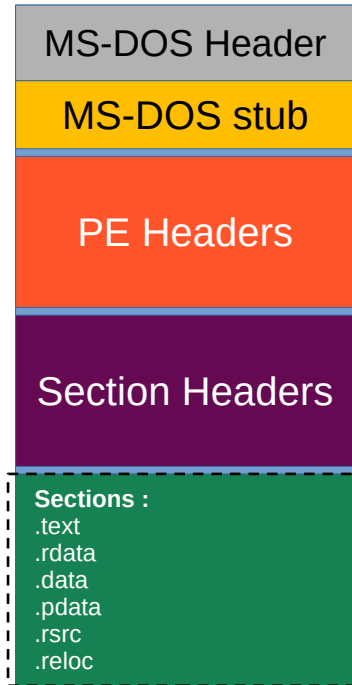 MS-DOS Header
MS-DOS stub
PE Headers
Section Headers
Sections :
.text
.rdata
.data
.pdata
.rsrc
.reloc